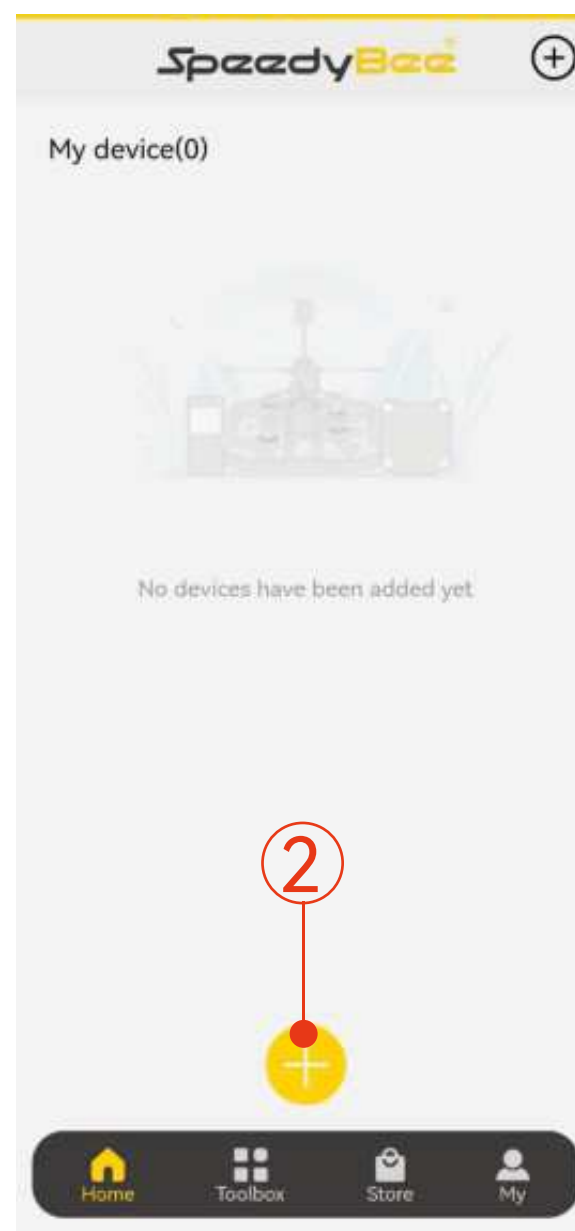 SpeedyBee
My device(0)
No devices have been added yet
2
Home Toolbox Store My